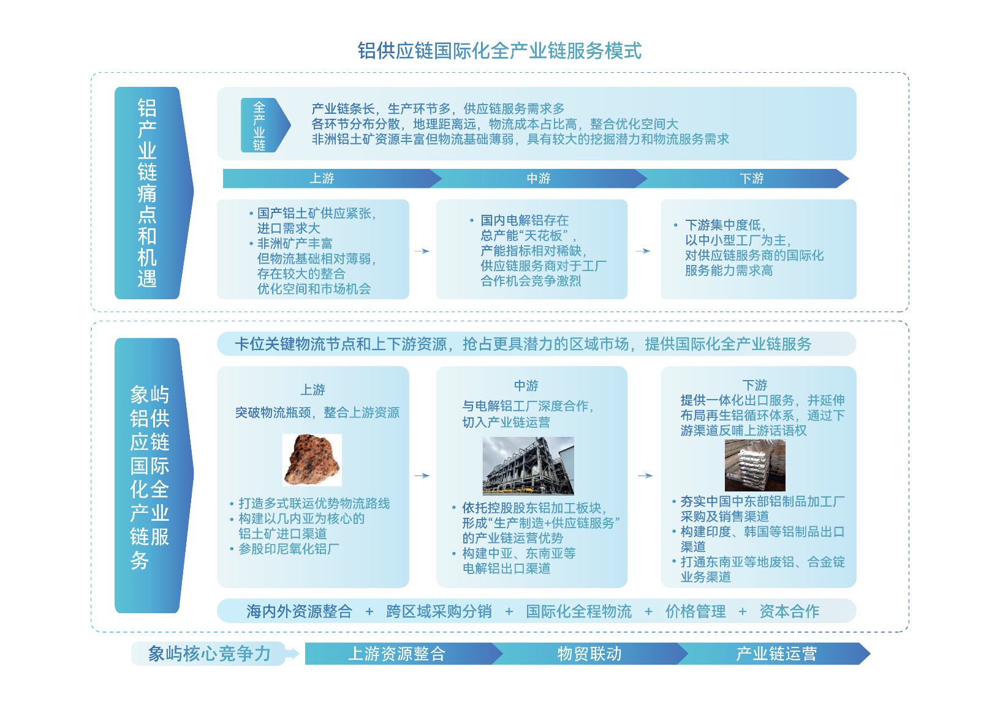 铝供应链国际化全产业链服务模式
铝产业链痛点和机遇
全产业链
产业链条长，生产环节多，供应链服务需求多
各环节分布分散，地理距离远，物流成本占比高，整合优化空间大
非洲铝土矿资源丰富但物流基础薄弱，具有较大的挖掘潜力和物流服务需求
上游
中游
下游
• 国产铝土矿供应紧张，
进口需求大
• 非洲矿产丰富
但物流基础相对薄弱，
存在较大的整合
优化空间和市场机会
• 国内电解铝存在
总产能“天花板”，
产能指标相对稀缺，
供应链服务商对于工厂
合作机会竞争激烈
• 下游集中度低，
以中小型工厂为主，
对供应链服务商的国际化
服务能力需求高
象屿铝供应链国际化全产业链服务
卡位关键物流节点和上下游资源，抢占更具潜力的区域市场，提供国际化全产业链服务
上游
突破物流瓶颈，整合上游资源
• 打造多式联运优势物流路线
• 构建以几内亚为核心的
铝土矿进口渠道
• 参股印尼氧化铝厂
中游
与电解铝工厂深度合作，
切入产业链运营
• 依托控股股东铝加工板块，
形成“生产制造+供应链服务”
的产业链运营优势
• 构建中亚、东南亚等
电解铝出口渠道
下游
提供一体化出口服务，并延伸
布局再生铝循环体系，通过下
游渠道反哺上游话语权
• 夯实中国中东部铝制品加工厂
采购及销售渠道
• 构建印度、韩国等铝制品出口
渠道
• 打通东南亚等地废铝、合金锭
业务渠道
海内外资源整合 + 跨区域采购分销 + 国际化全程物流 + 价格管理 + 资本合作
象屿核心竞争力
上游资源整合
物贸联动
产业链运营